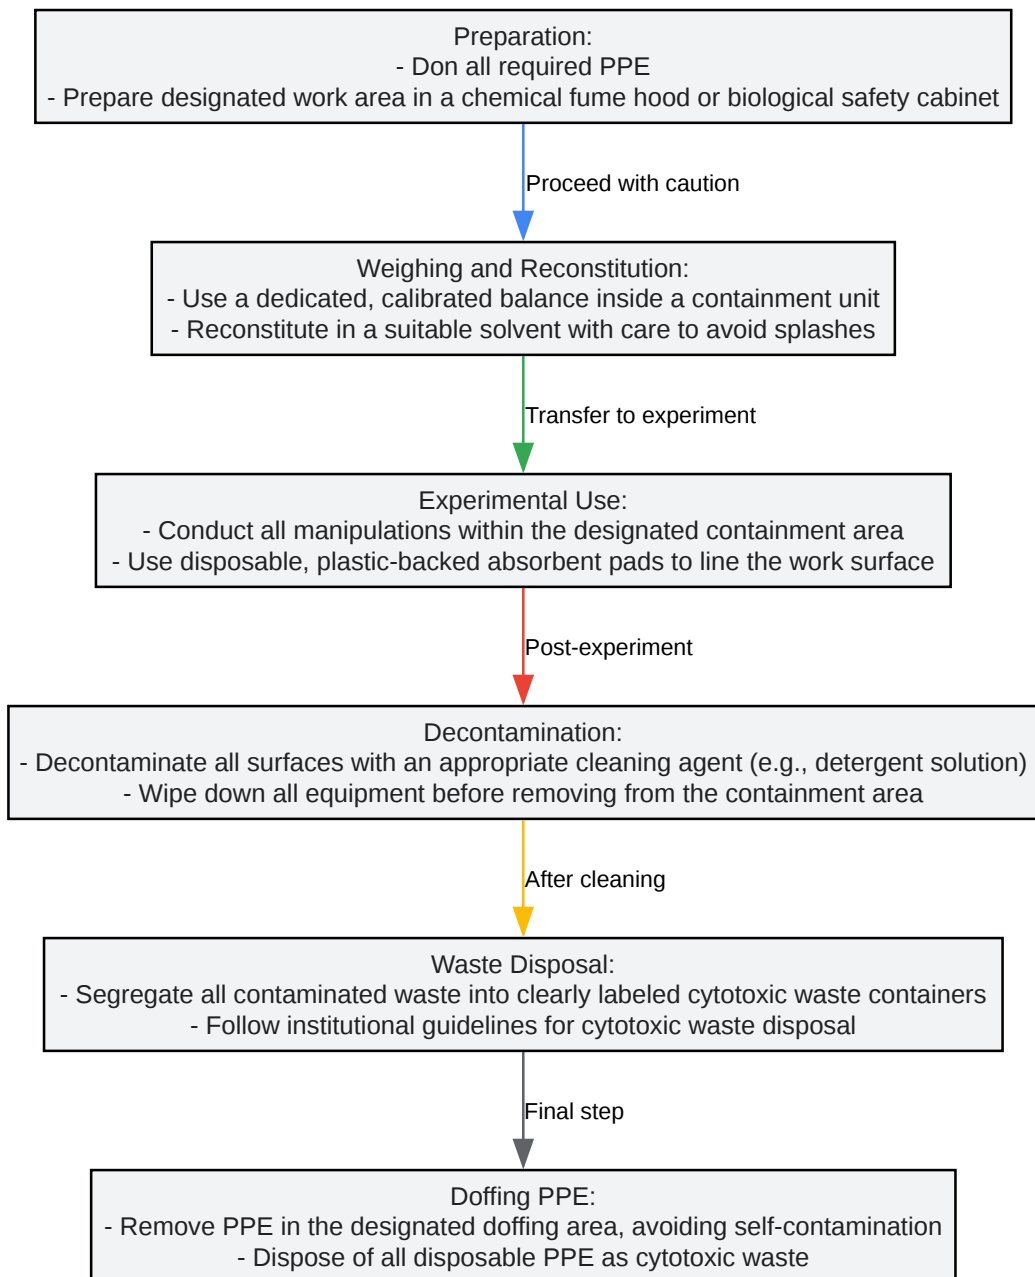 Preparation:
- Don all required PPE
- Prepare designated work area in a chemical fume hood or biological safety cabinet
Proceed with caution
Weighing and Reconstitution:
- Use a dedicated, calibrated balance inside a containment unit
- Reconstitute in a suitable solvent with care to avoid splashes
Transfer to experiment
Experimental Use:
- Conduct all manipulations within the designated containment area
- Use disposable, plastic-backed absorbent pads to line the work surface
Post-experiment
Decontamination:
- Decontaminate all surfaces with an appropriate cleaning agent (e.g., detergent solution)
- Wipe down all equipment before removing from the containment area
After cleaning
Waste Disposal:
- Segregate all contaminated waste into clearly labeled cytotoxic waste containers
- Follow institutional guidelines for cytotoxic waste disposal
Final step
Doffing PPE:
- Remove PPE in the designated doffing area, avoiding self-contamination
- Dispose of all disposable PPE as cytotoxic waste